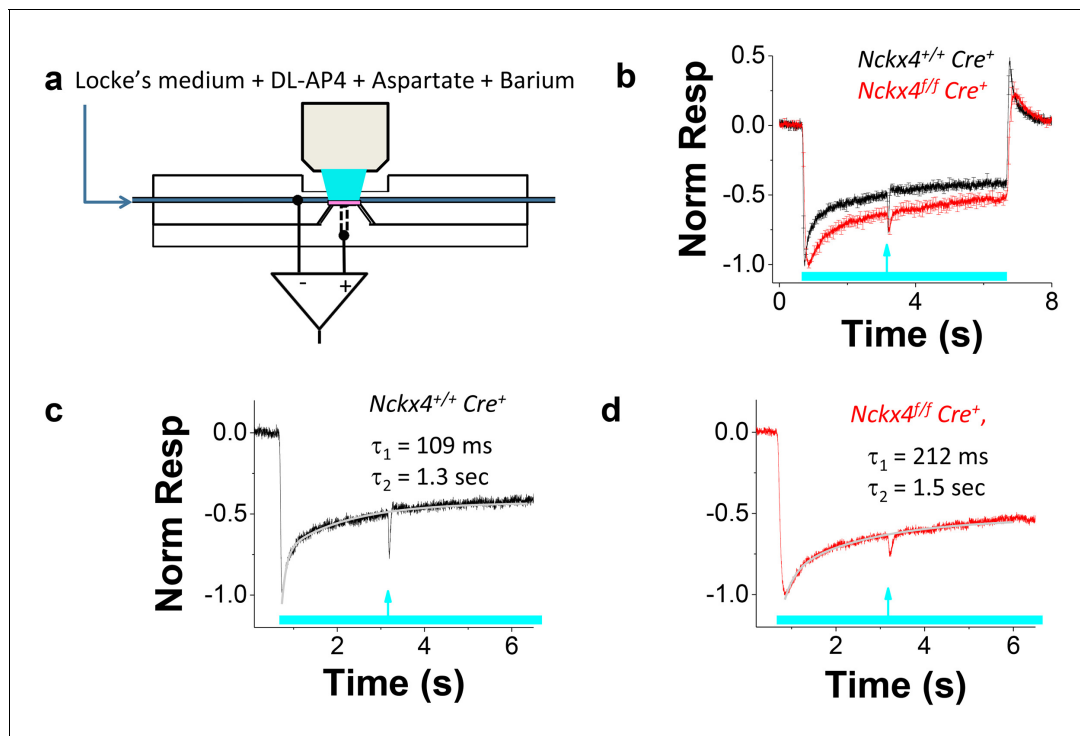 a Locke's medium + DL-AP4 + Aspartate + Barium
- +
b
Norm Resp
0.5
0.0
-0.5
-1.0
Nckx4+/+ Cre+
Nckx4f/f Cre+
0 4 8
Time (s)
c
Norm Resp
0.0
-0.5
-1.0
Nckx4+/+ Cre+
τ1 = 109 ms
τ2 = 1.3 sec
2 4 6
Time (s)
d
0.0
-0.5
-1.0
Nckx4f/f Cre+,
τ1 = 212 ms
τ2 = 1.5 sec
2 4 6
Time (s)